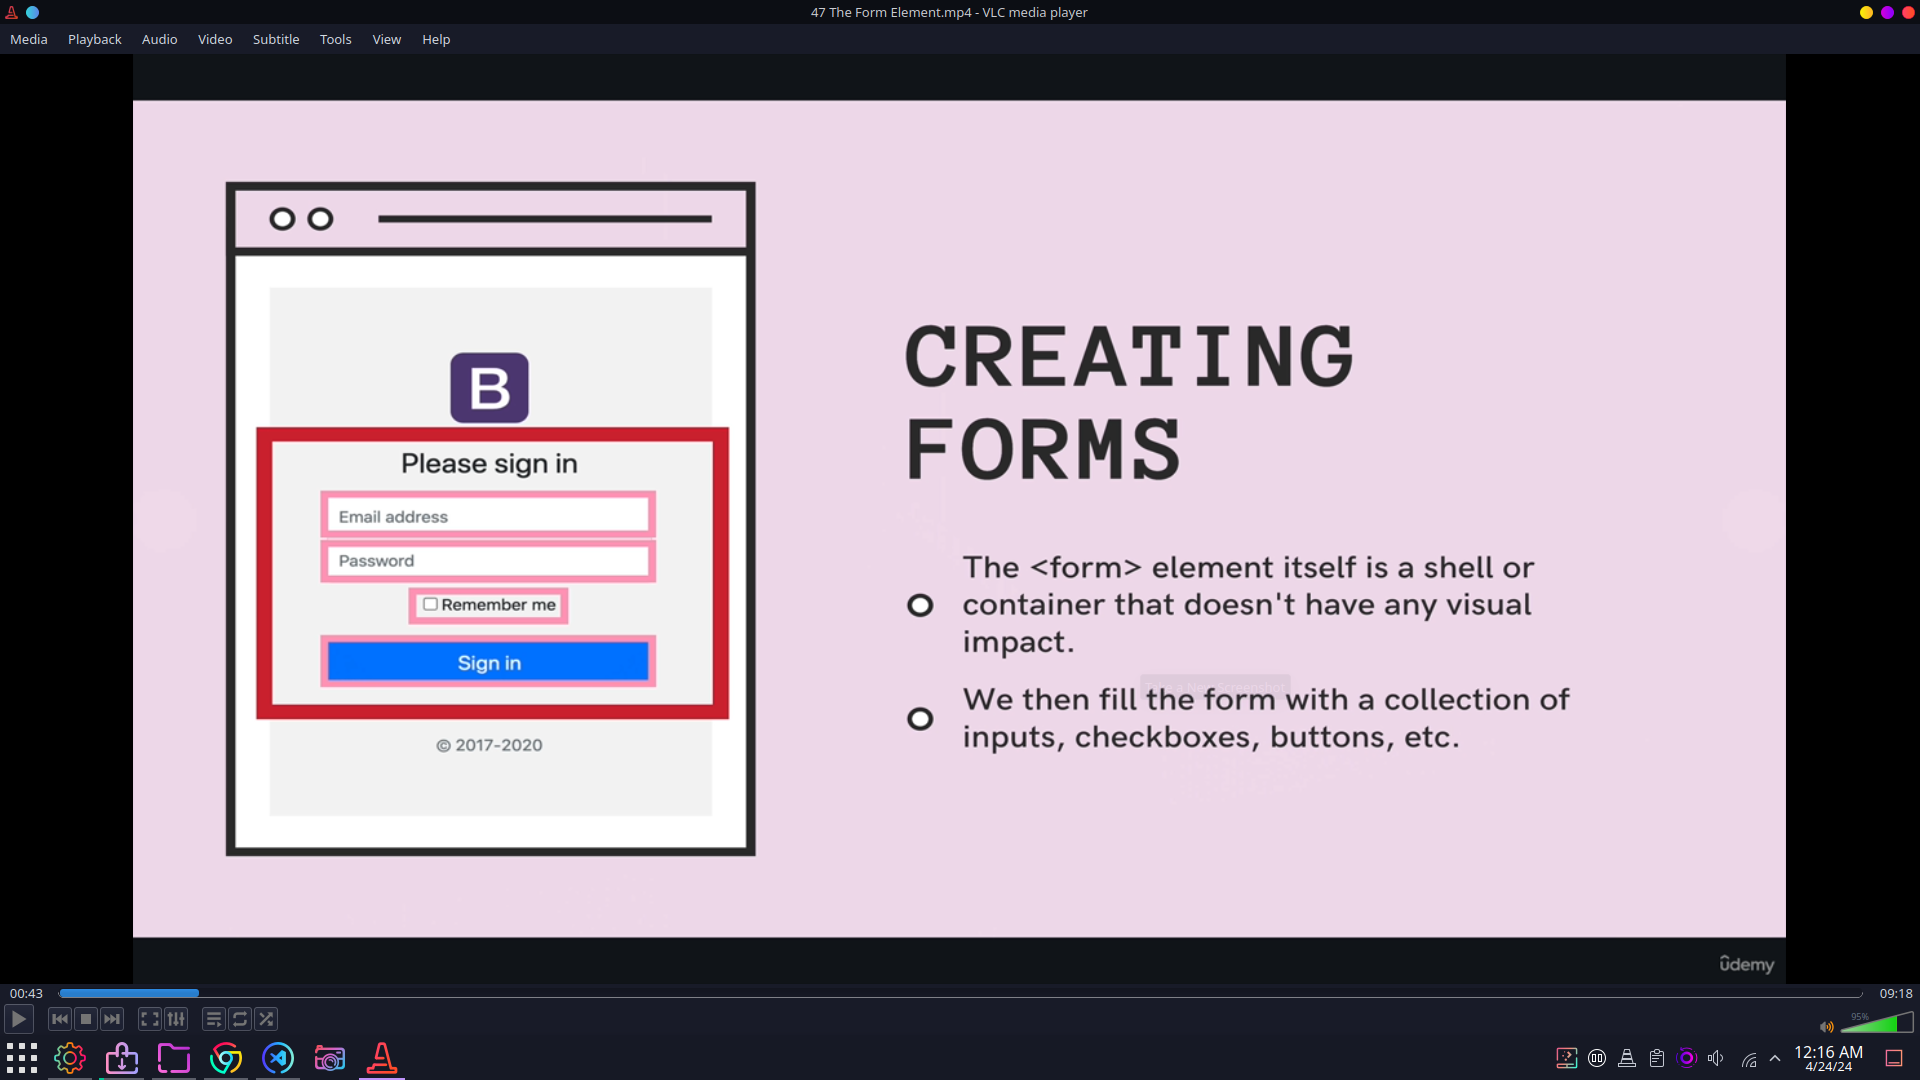 47 The Form Element.mp4 - VLC media player
Media Playback Audio Video Subtitle Tools View Help
B
Please sign in
Email address
Password
Remember me
Sign in
© 2017-2020
CREATING
FORMS
The <form> element itself is a shell or
container that doesn't have any visual
impact.
We then fill the form with a collection of
inputs, checkboxes, buttons, etc.
ûdemy
00:43
09:18
95%
12:16 AM
4/24/24